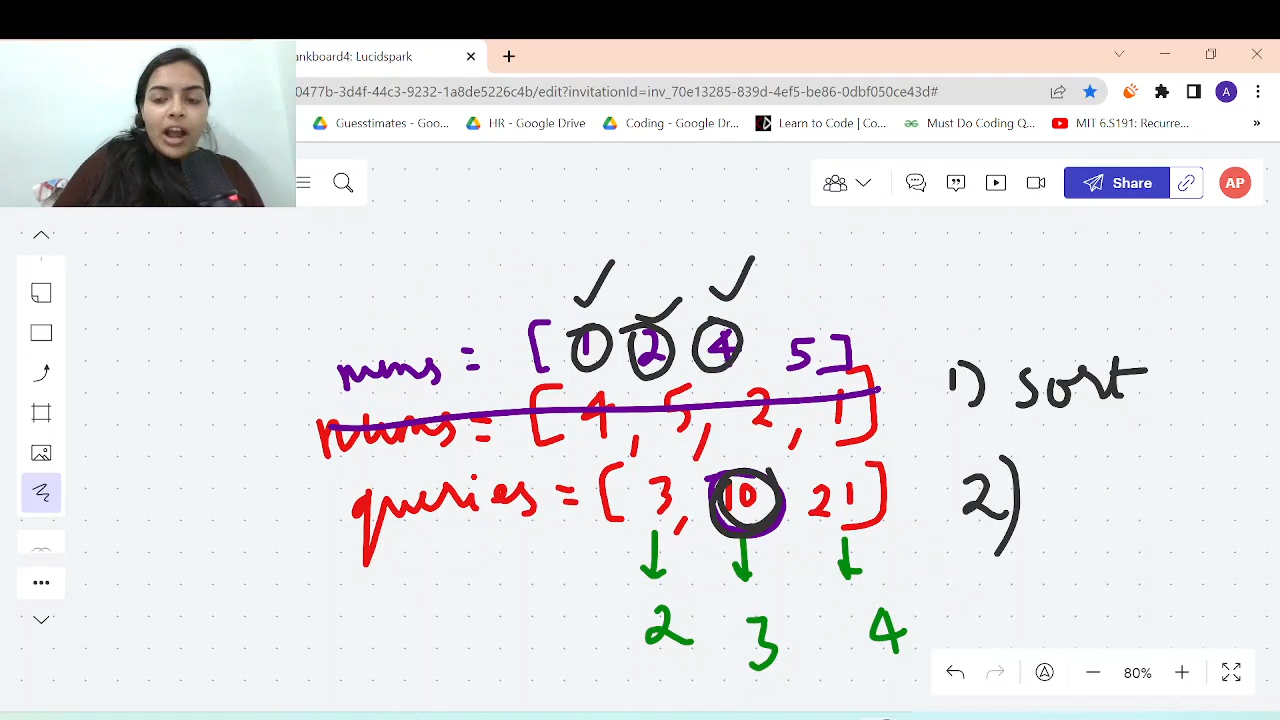 ankboard4: Lucidspark
0477b-3d4f-44c3-9232-1a8de5226c4b/edit?invitationId=inv_70e13285-839d-4ef5-be86-0dbf050ce43d#
A
Guesstimates - Goo...
HR - Google Drive
Coding - Google Dr...
Learn to Code | C...
Must Do Coding Q...
MIT 6.S191: Recurre...
»
Share
AP
nums = [ 1 2 4 5 ]
nums = [ 4, 5, 2, 1 ]
1) sort
queries = [ 3, 10 21 ]
2)
2 3 4
80%